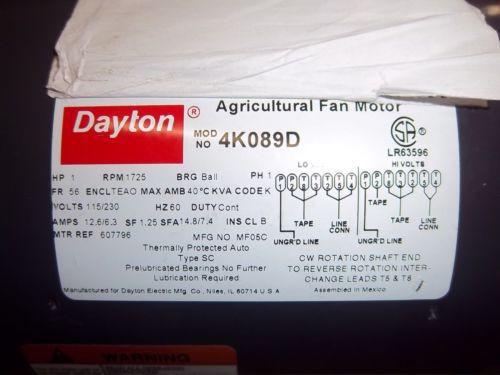 Dayton ®
Agricultural Fan Motor
MOD NO 4K089D
SA
LR63596
HP 1 RPM 1725 BRG Ball PH 1
FR 56 ENCL TEAO MAX AMB 40°C KVA CODE K
VOLTS 115/230 HZ 60 DUTY Cont
AMPS 12.6/6.3 SF 1.25 SFA 14.8/7.4 INS CL B
MTR REF 607796 MFG NO MF05C
Thermally Protected Auto
Type SC
Prelubricated Bearings No Further
Lubrication Required
Manufactured for Dayton Electric Mfg. Co., Niles, IL 60714 U.S.A
LO HI VOLTS
TAPE LINE CONN TAPE LINE CONN
UNGR'D LINE UNGR'D LINE
CW ROTATION SHAFT END
TO REVERSE ROTATION INTER-
CHANGE LEADS T5 & T8
Assembled in Mexico
WARNING